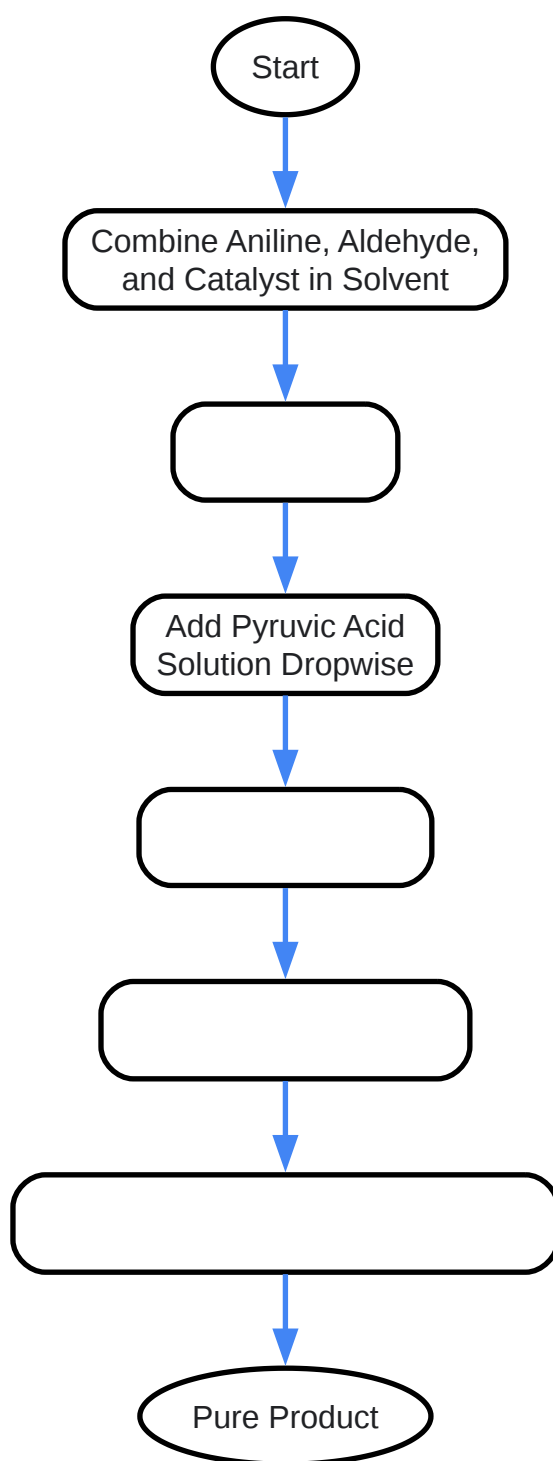 Start
Combine Aniline, Aldehyde,
and Catalyst in Solvent
Add Pyruvic Acid
Solution Dropwise
Pure Product